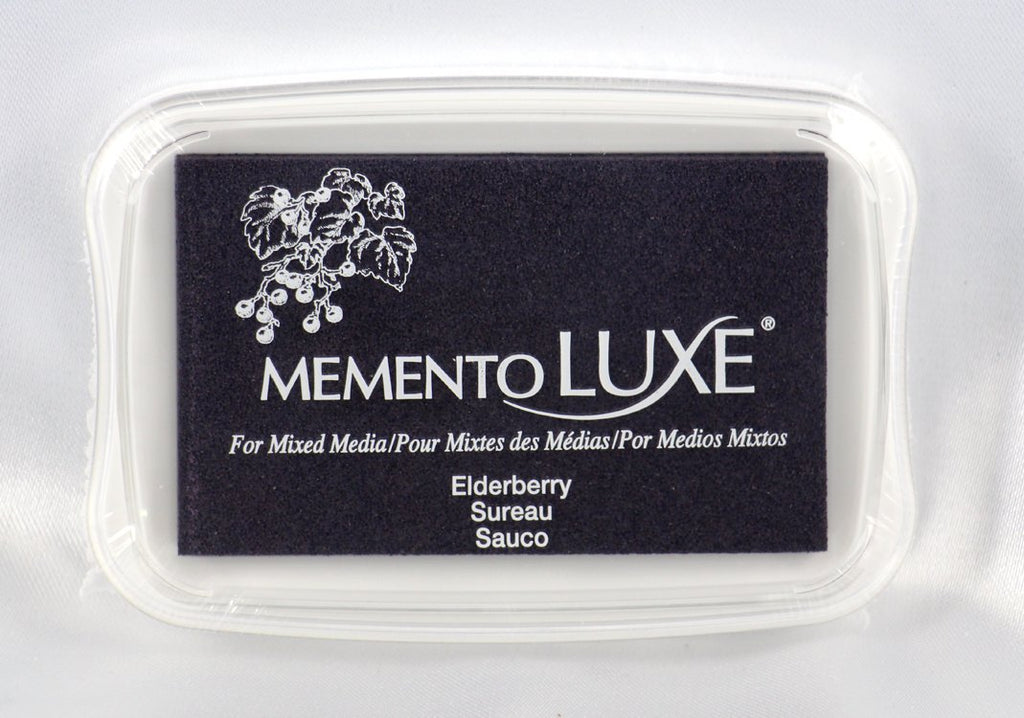 MEMENTO LUXE®
For Mixed Media/Pour Mixtes des Médias/Por Medios Mixtos
Elderberry
Sureau
Sauco